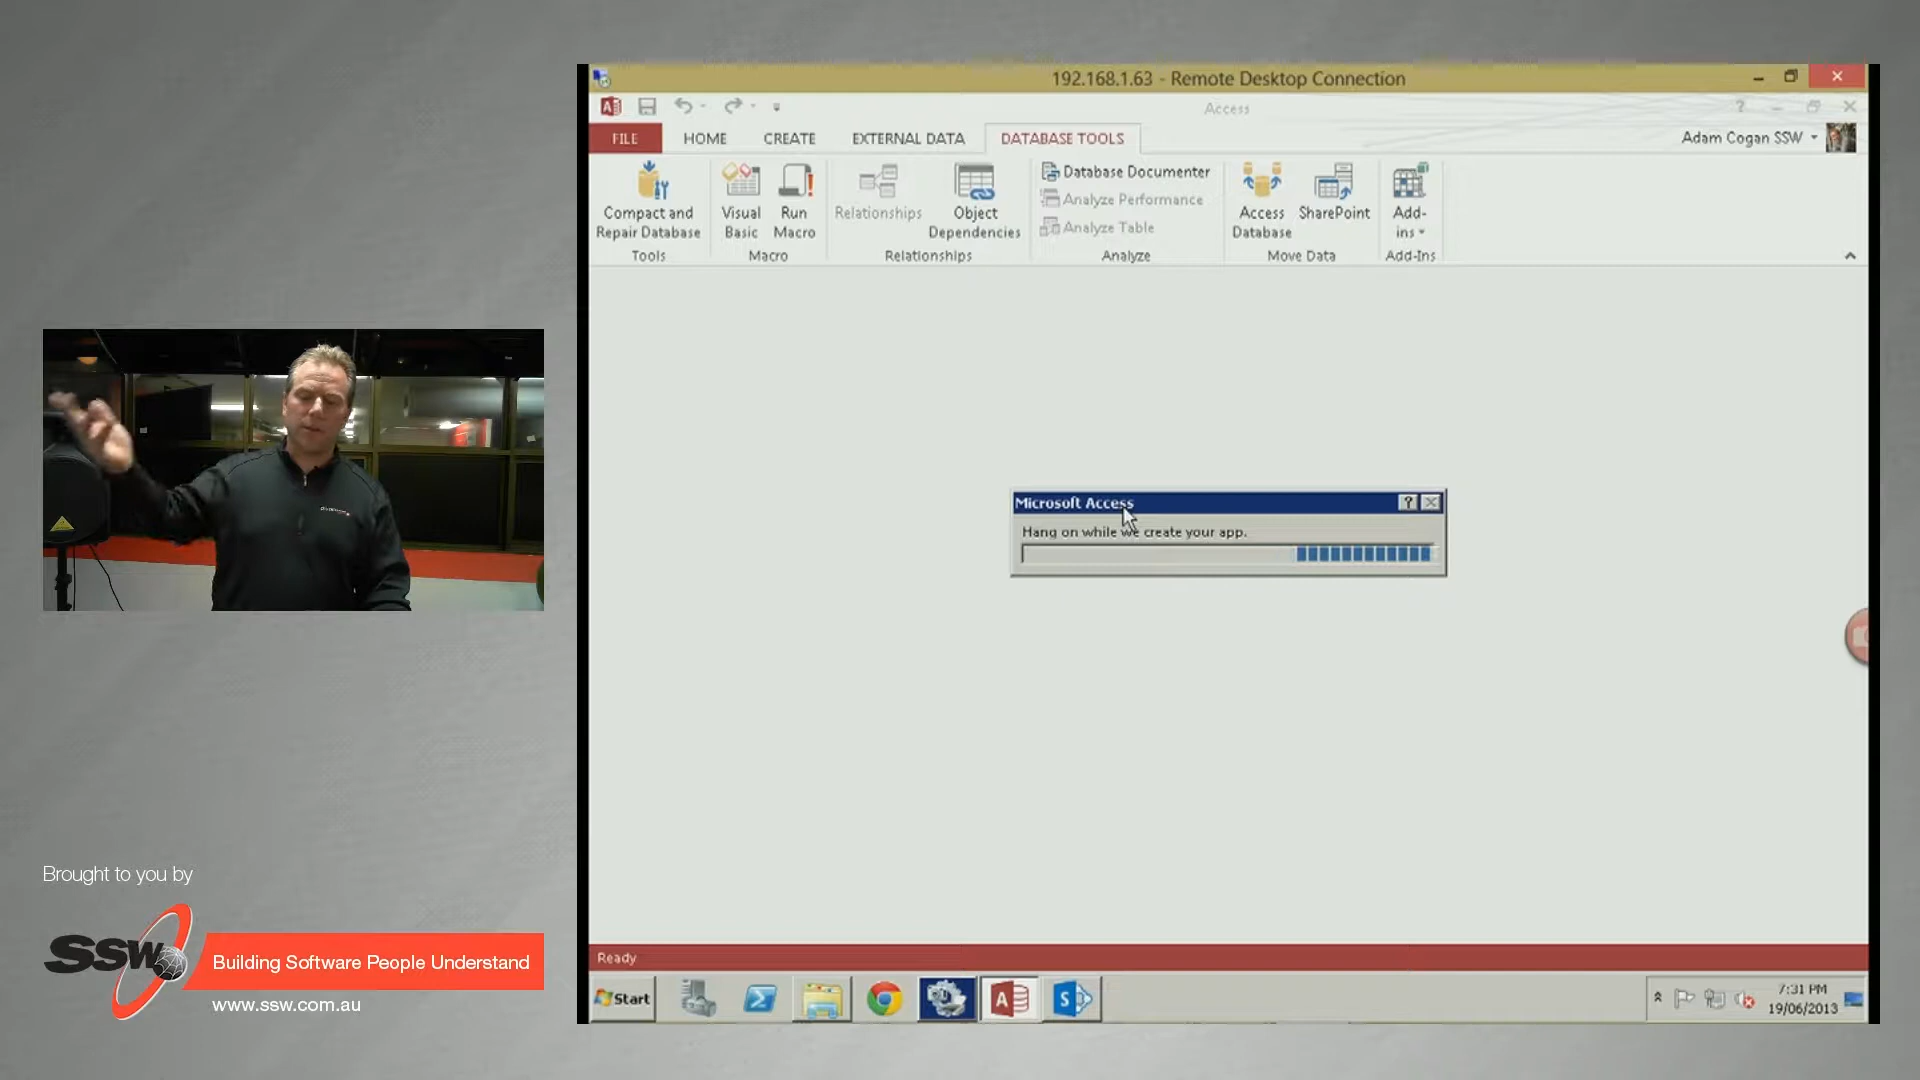 192.168.1.63 - Remote Desktop Connection
Access
FILE HOME CREATE EXTERNAL DATA DATABASE TOOLS
Adam Cogan SSW
Compact and
Repair Database
Tools
Visual
Basic
Run
Macro
Macro
Relationships
Object
Dependencies
Relationships
Database Documenter
Analyze Performance
Analyze Table
Analyze
Access
Database
SharePoint
Move Data
Add-
ins
Add-Ins
Microsoft Access
Hang on while we create your app.
Brought to you by
SSW
Building Software People Understand
www.ssw.com.au
Ready
Start
7:31 PM
19/06/2013